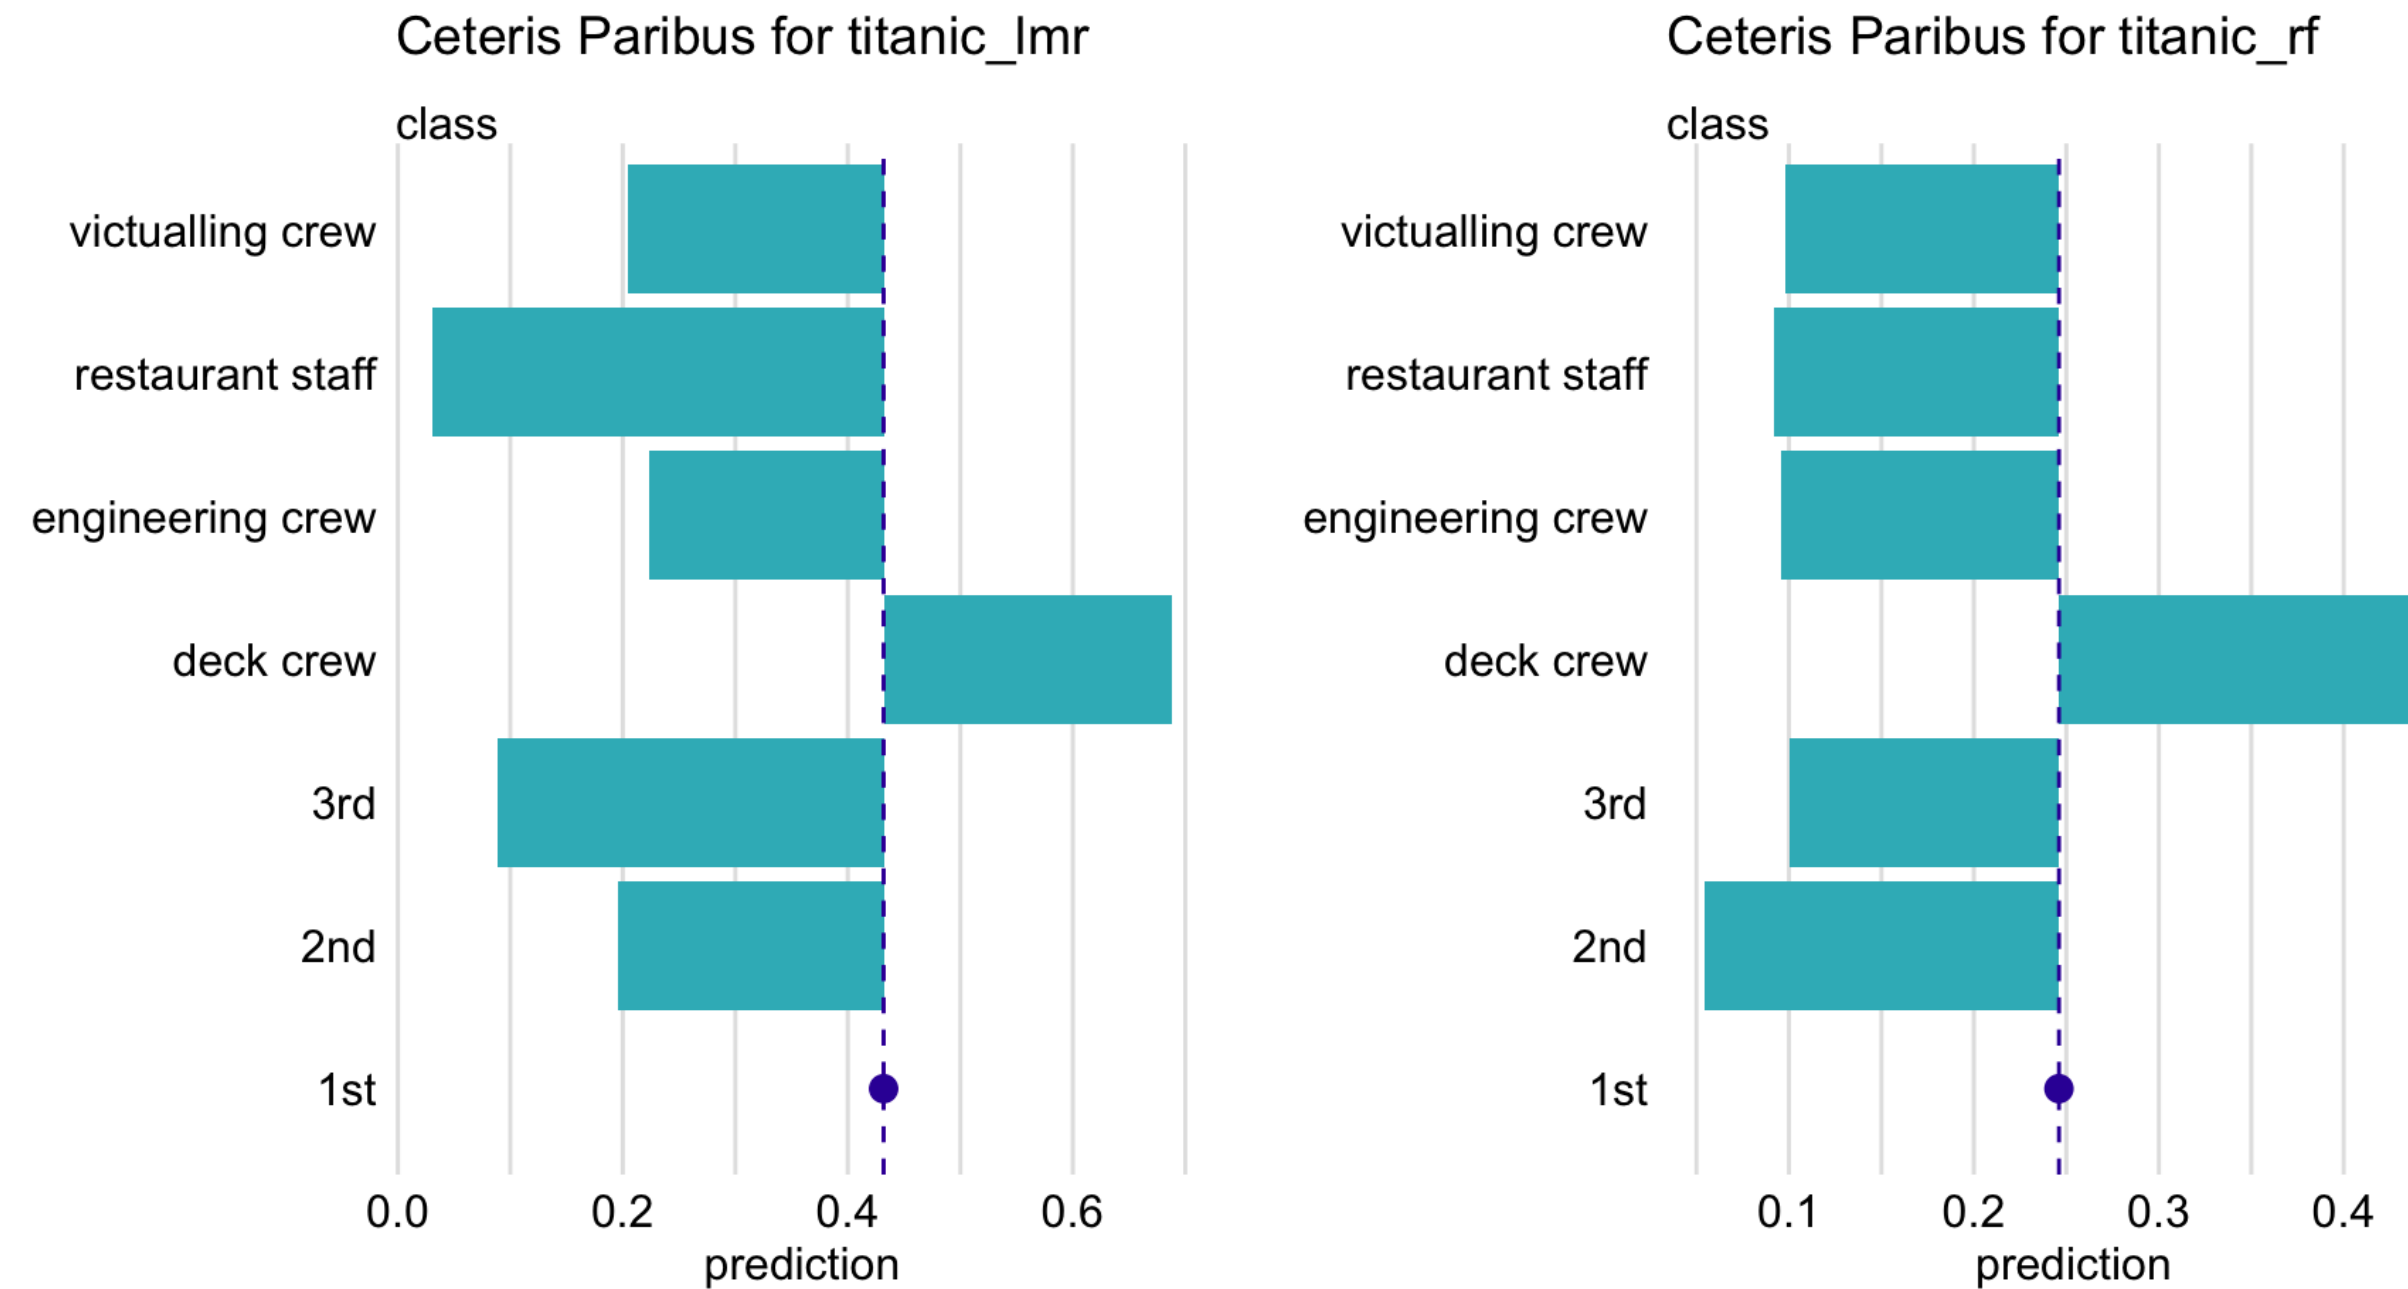 Ceteris Paribus for titanic_lmr
class
victualling crew
restaurant staff
engineering crew
deck crew
3rd
2nd
1st
0.0 0.2 0.4 0.6
prediction
Ceteris Paribus for titanic_rf
class
victualling crew
restaurant staff
engineering crew
deck crew
3rd
2nd
1st
0.1 0.2 0.3 0.4
prediction